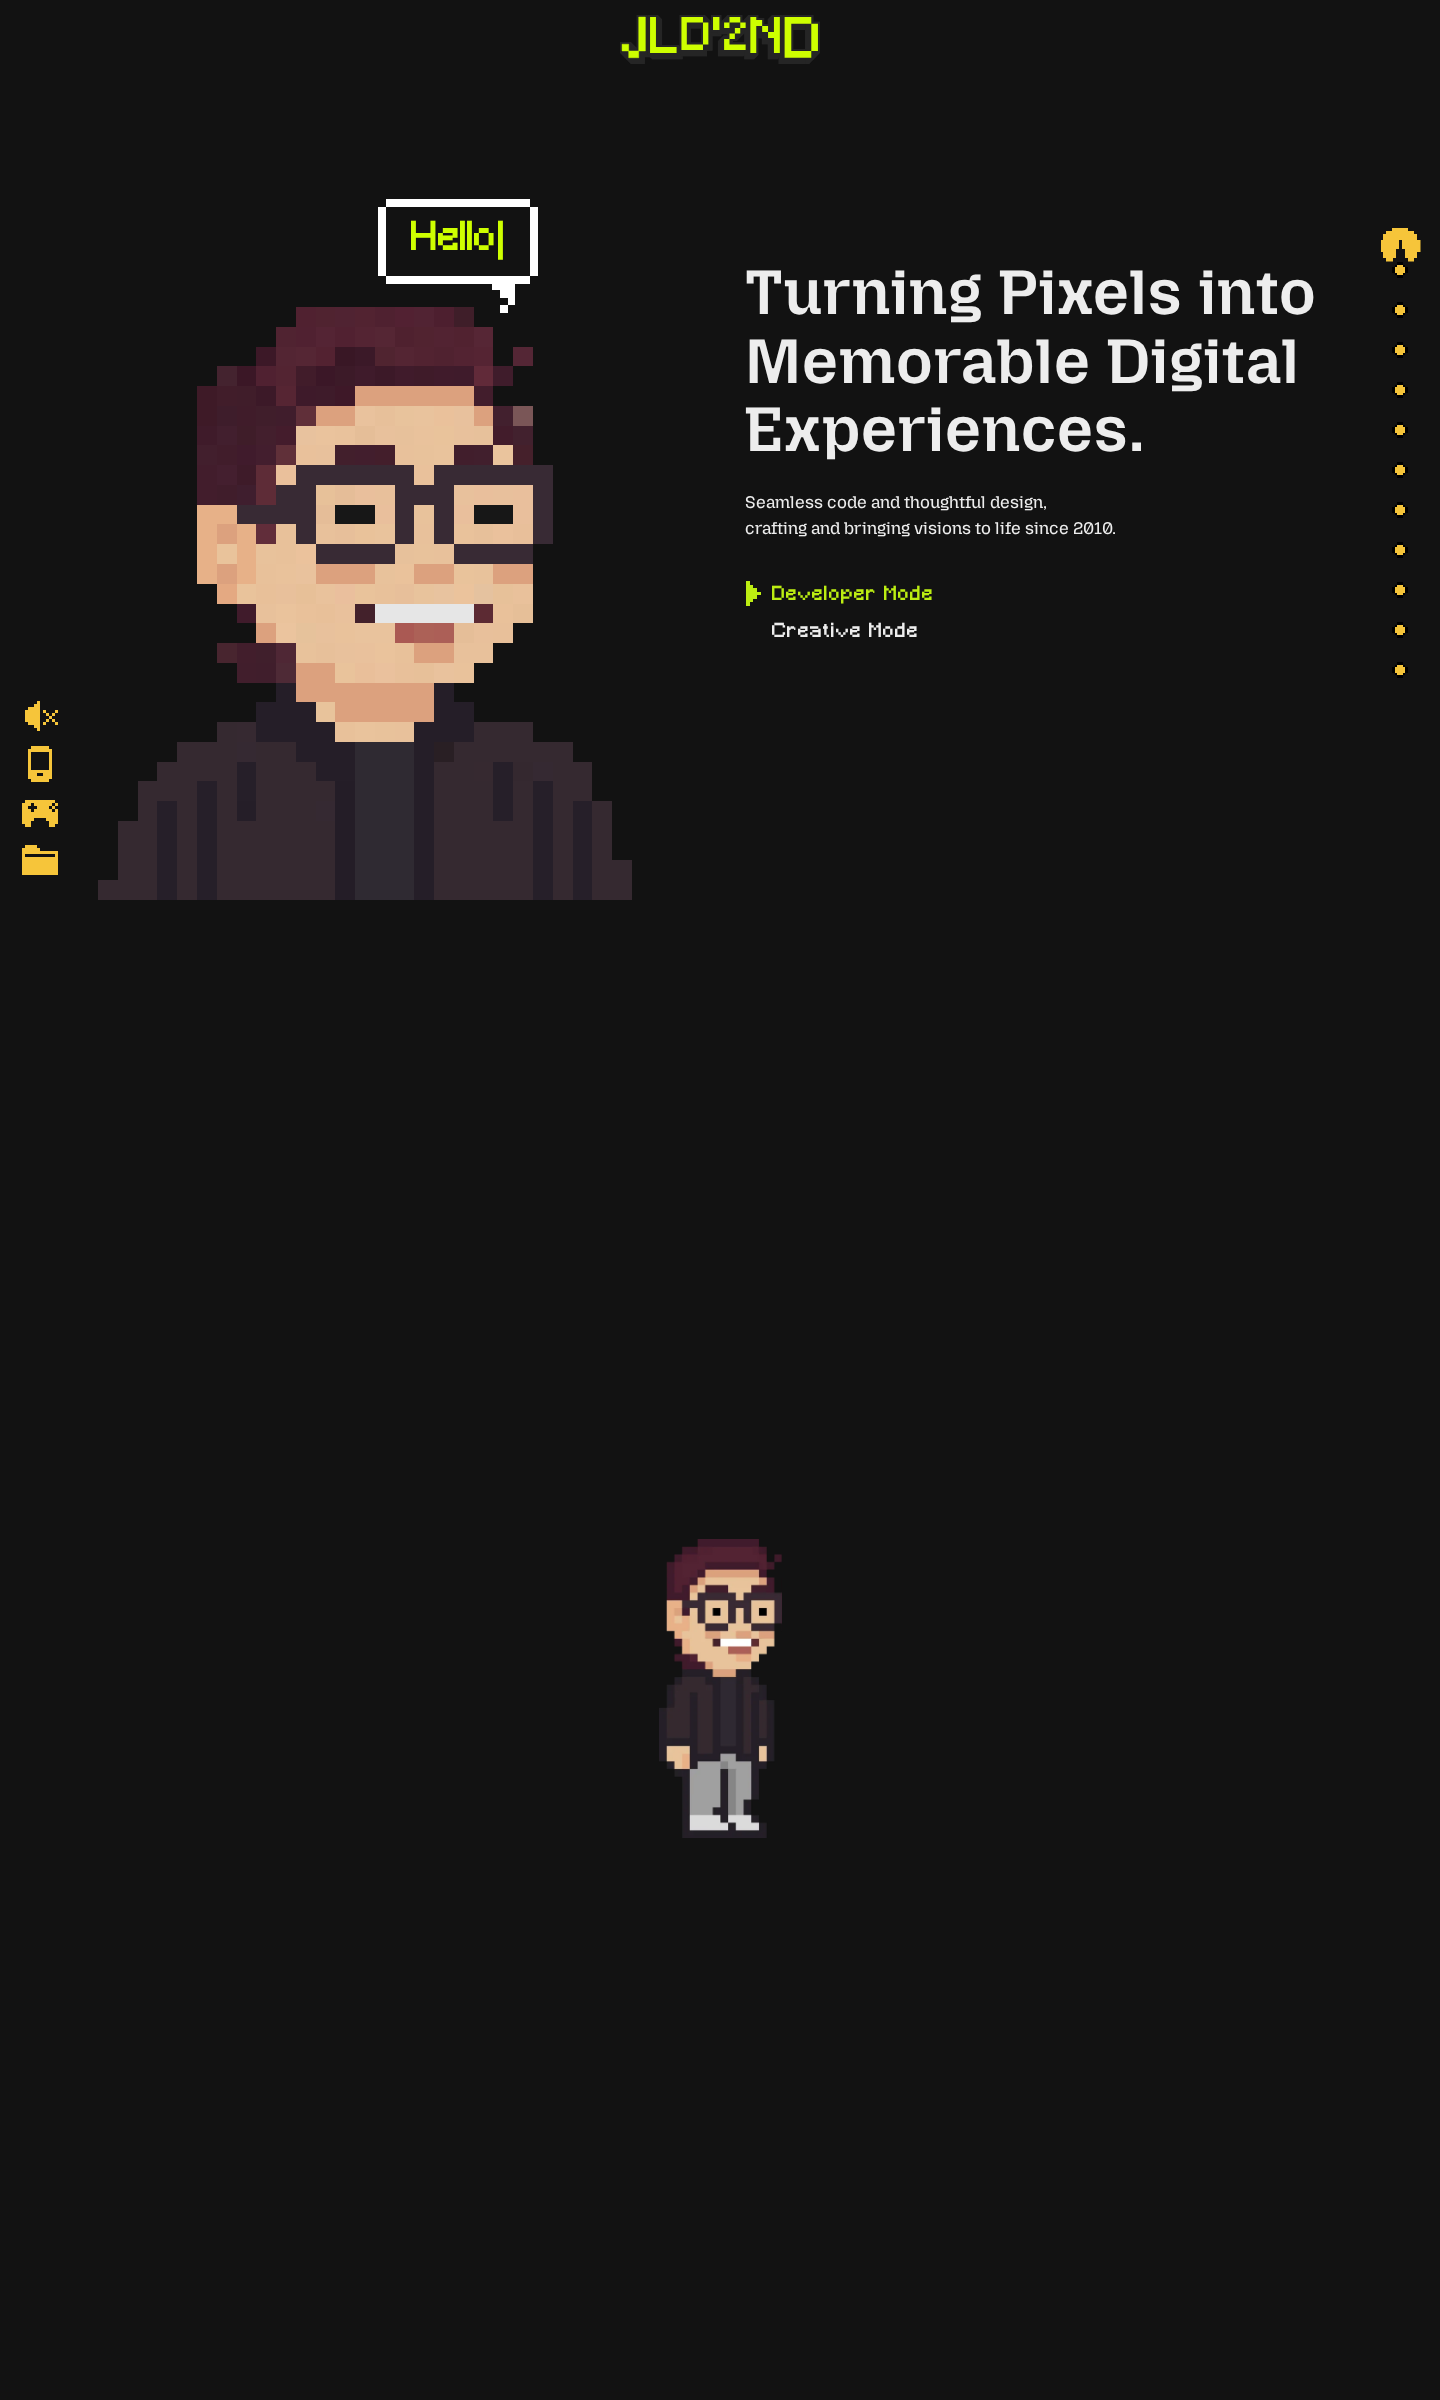 JLD'2ND
Hello|
Turning Pixels into
Memorable Digital
Experiences.
Seamless code and thoughtful design,
crafting and bringing visions to life since 2010.
Developer Mode
Creative Mode